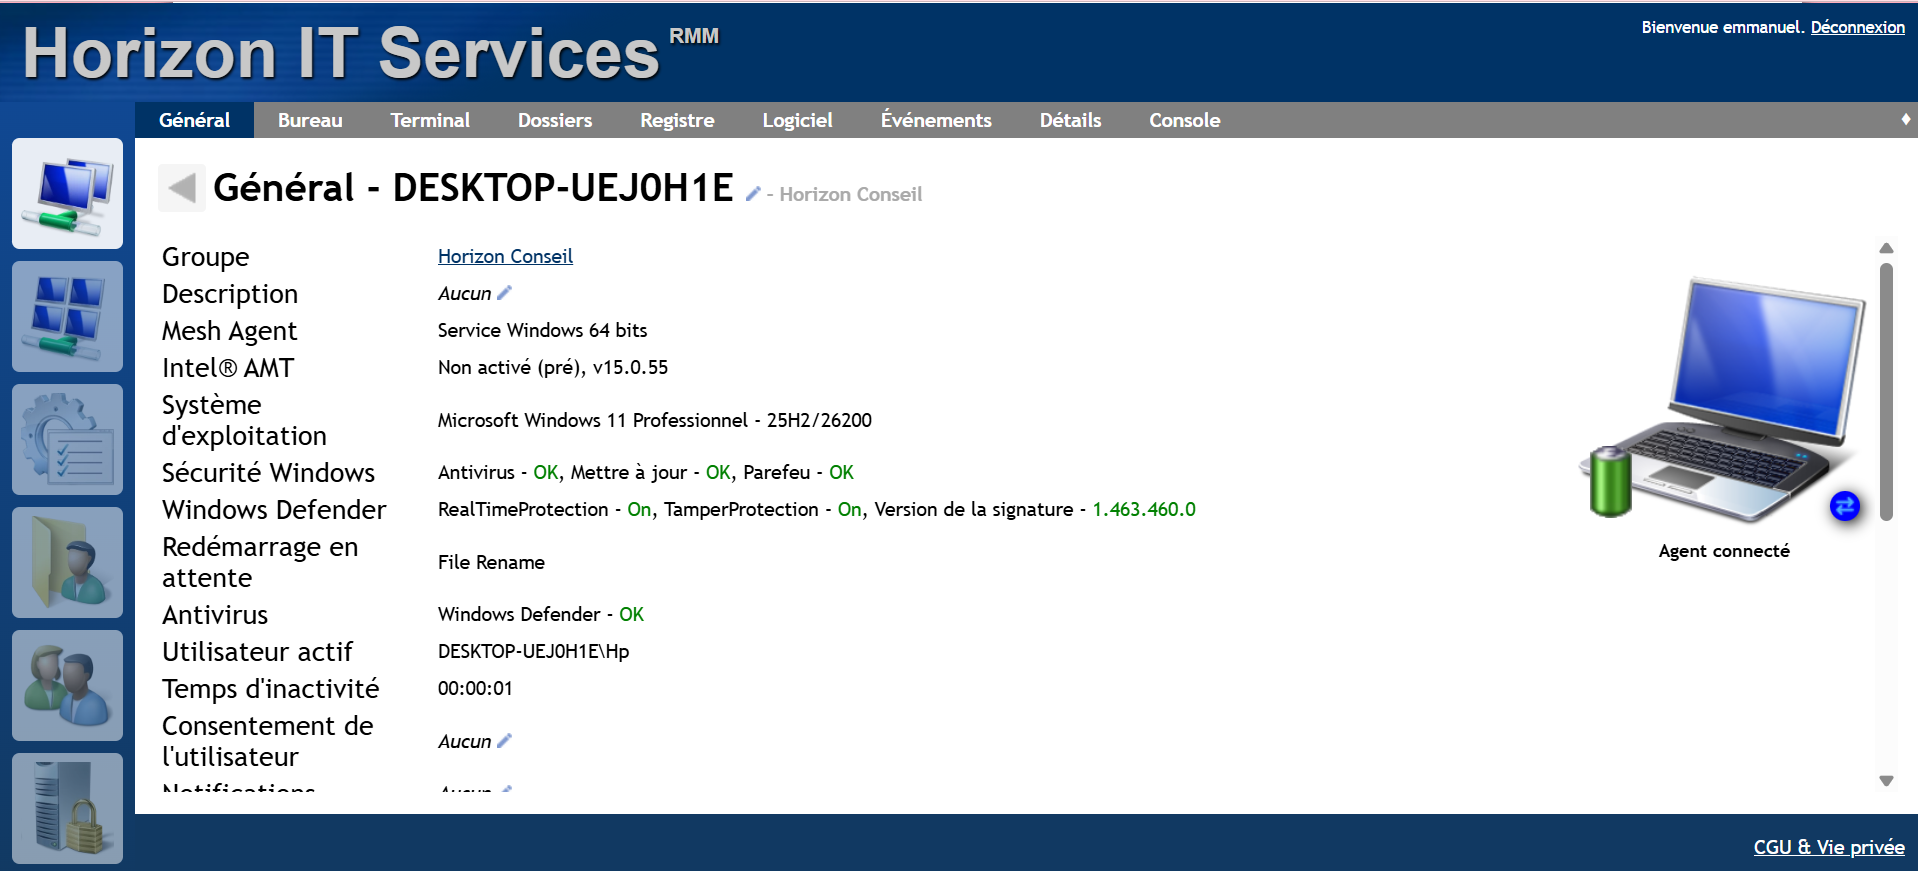 Horizon IT Services RMM
Bienvenue emmanuel. Déconnexion
Général Bureau Terminal Dossiers Registre Logiciel Événements Détails Console
Général - DESKTOP-UEJ0H1E - Horizon Conseil
Groupe Horizon Conseil
Description Aucun
Mesh Agent Service Windows 64 bits
Intel® AMT Non activé (pré), v15.0.55
Système
d'exploitation
Microsoft Windows 11 Professionnel - 25H2/26200
Sécurité Windows Antivirus - OK, Mettre à jour - OK, Parefeu - OK
Windows Defender RealTimeProtection - On, TamperProtection - On, Version de la signature - 1.463.460.0
Redémarrage en
attente
File Rename
Antivirus Windows Defender - OK
Utilisateur actif DESKTOP-UEJ0H1E\Hp
Temps d'inactivité 00:00:01
Consentement de
l'utilisateur
Aucun
Notifications Aucun
Agent connecté
CGU & Vie privée